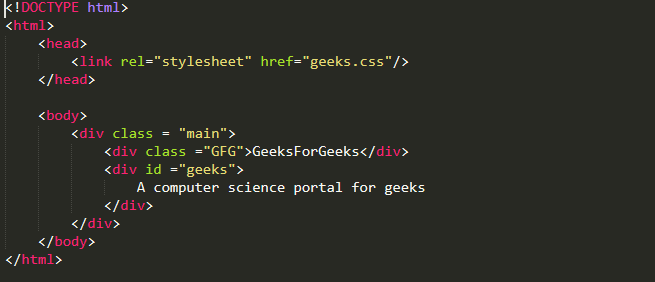 <!DOCTYPE html>
<html>
    <head>
        <link rel="stylesheet" href="geeks.css"/>
    </head>

    <body>
        <div class = "main">
            <div class ="GFG">GeeksForGeeks</div>
            <div id ="geeks">
                A computer science portal for geeks
            </div>
        </div>
    </body>
</html>